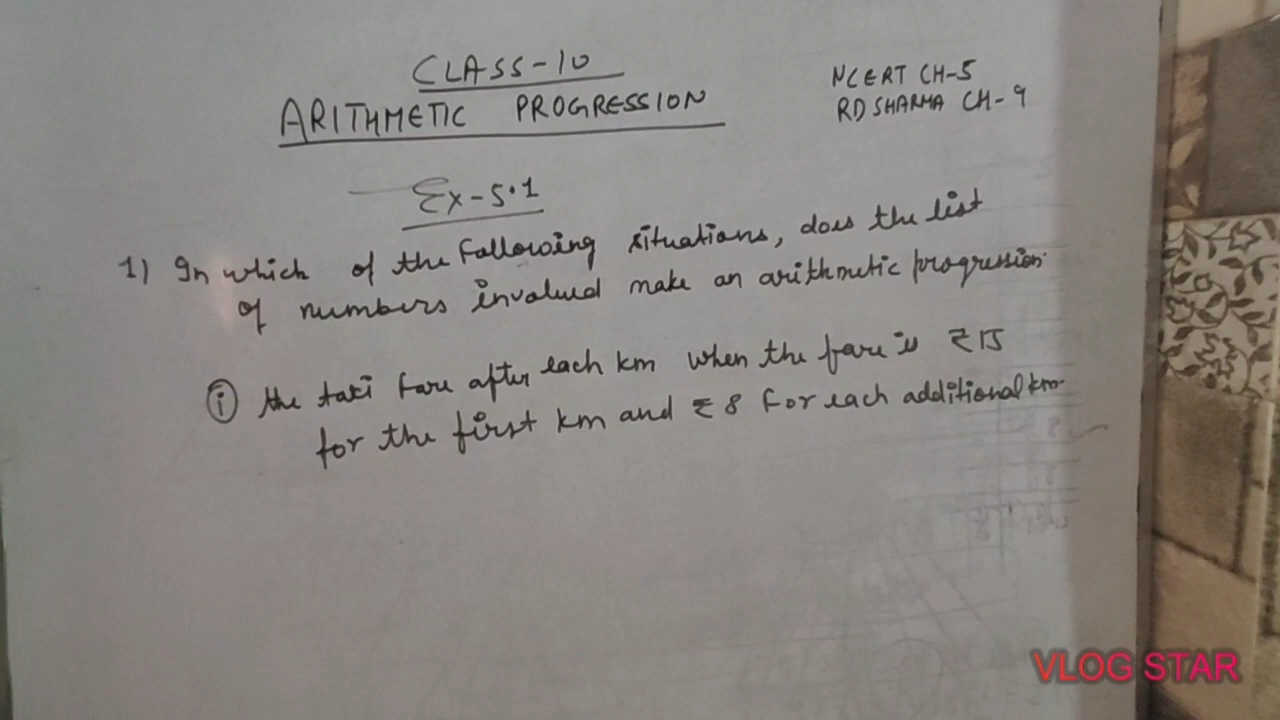 CLASS-10
ARITHMETIC PROGRESSION
NCERT CH-5
RD SHARMA CH-9
Ex-5.1
1) In which of the following situations, does the list
of numbers involved make an arithmetic progression.
(i) the taxi fare after each km when the fare is ₹15
for the first km and ₹8 for each additional km.
VLOG STAR